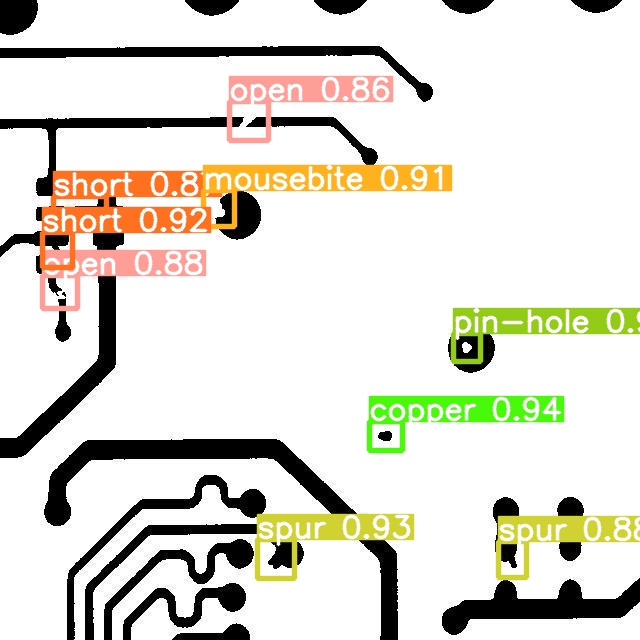 open 0.86
short 0.8
mousebite 0.91
short 0.92
open 0.88
pin-hole 0.9
copper 0.94
spur 0.93
spur 0.88